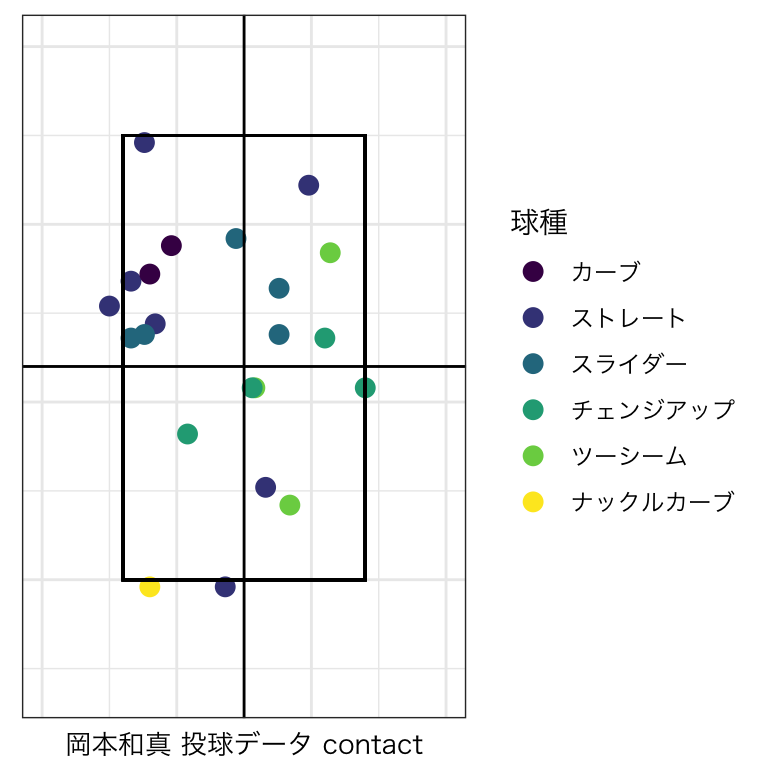 球種
カーブ
ストレート
スライダー
チェンジアップ
ツーシーム
ナックルカーブ
岡本和真 投球データ contact